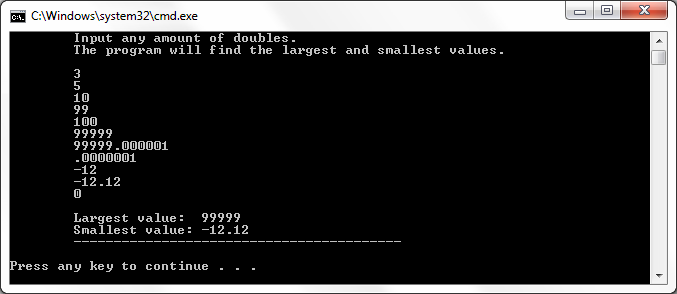 C:\Windows\system32\cmd.exe
Input any amount of doubles.
The program will find the largest and smallest values.
3
5
10
99
100
99999
99999.000001
.0000001
-12
-12.12
0
Largest value:  99999
Smallest value: -12.12
-----------------------------------------
Press any key to continue . . .